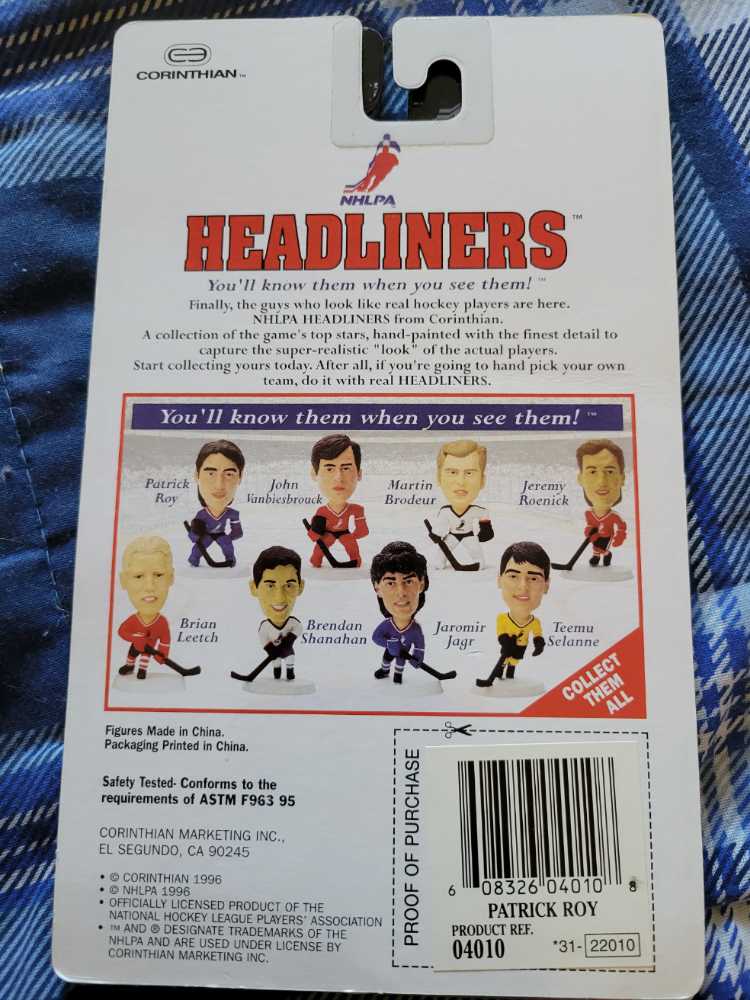 CORINTHIAN™
NHLPA
HEADLINERS™
You'll know them when you see them! ™
Finally, the guys who look like real hockey players are here.
NHLPA HEADLINERS from Corinthian.
A collection of the game's top stars, hand-painted with the finest detail to
capture the super-realistic "look" of the actual players.
Start collecting yours today. After all, if you're going to hand pick your own
team, do it with real HEADLINERS.
You'll know them when you see them! ™
Patrick
Roy
John
Vanbiesbrouck
Martin
Brodeur
Jeremy
Roenick
Brian
Leetch
Brendan
Shanahan
Jaromir
Jagr
Teemu
Selanne
COLLECT
THEM
ALL
Figures Made in China.
Packaging Printed in China.
Safety Tested- Conforms to the
requirements of ASTM F963 95
CORINTHIAN MARKETING INC.,
EL SEGUNDO, CA 90245
• © CORINTHIAN 1996
• © NHLPA 1996
• OFFICIALLY LICENSED PRODUCT OF THE
NATIONAL HOCKEY LEAGUE PLAYERS' ASSOCIATION
• ™ AND ® DESIGNATE TRADEMARKS OF THE
NHLPA AND ARE USED UNDER LICENSE BY
CORINTHIAN MARKETING INC.
PROOF OF PURCHASE
6 08326 04010 8
PATRICK ROY
PRODUCT REF.
04010 *31- 22010